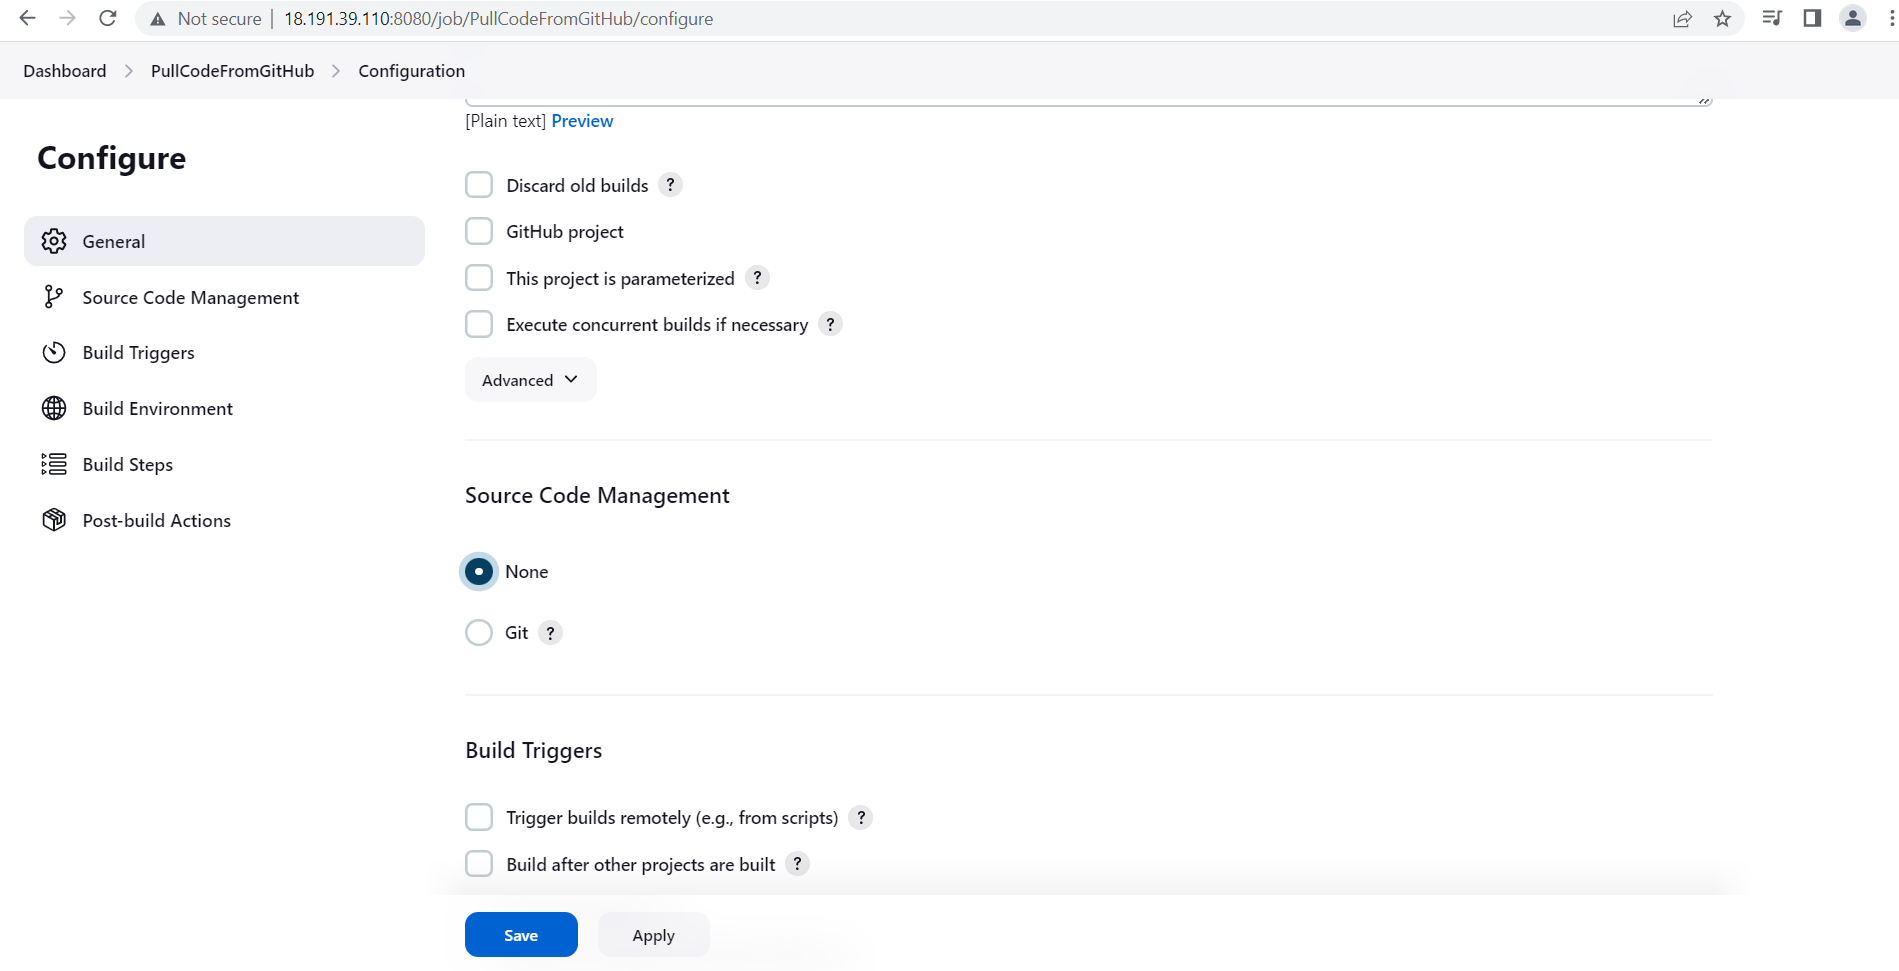 Not secure | 18.191.39.110:8080/job/PullCodeFromGitHub/configure
Dashboard > PullCodeFromGitHub > Configuration
[Plain text] Preview
Configure
General
Source Code Management
Build Triggers
Build Environment
Build Steps
Post-build Actions
Discard old builds ?
GitHub project
This project is parameterized ?
Execute concurrent builds if necessary ?
Advanced
Source Code Management
None
Git ?
Build Triggers
Trigger builds remotely (e.g., from scripts) ?
Build after other projects are built ?
Save Apply